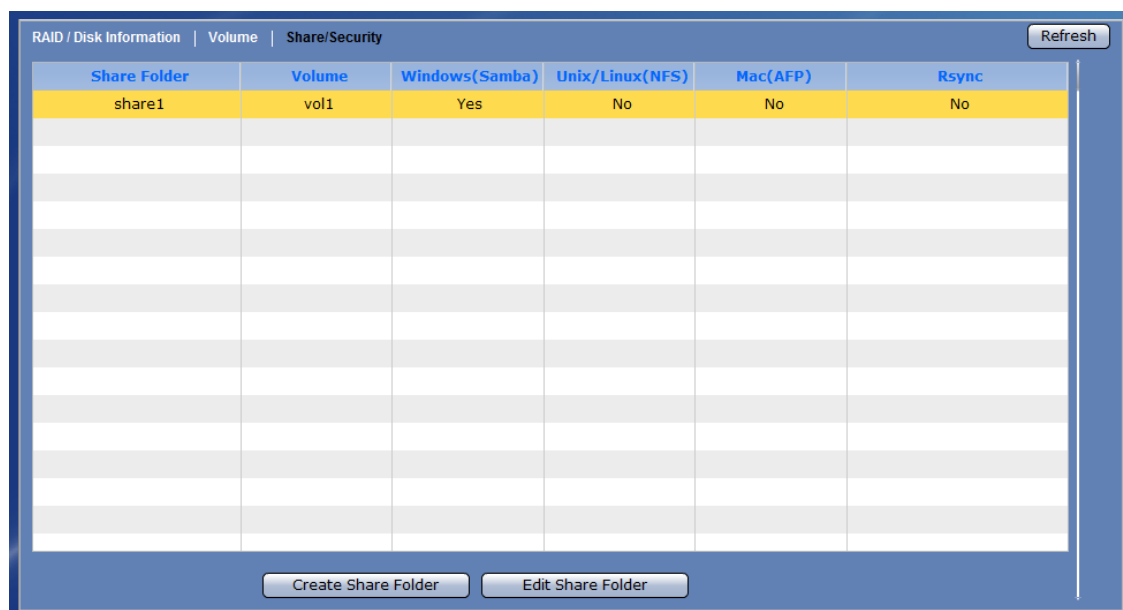 RAID / Disk Information | Volume | Share/Security Refresh
Share Folder Volume Windows(Samba) Unix/Linux(NFS) Mac(AFP) Rsync
share1 vol1 Yes No No No
Create Share Folder Edit Share Folder